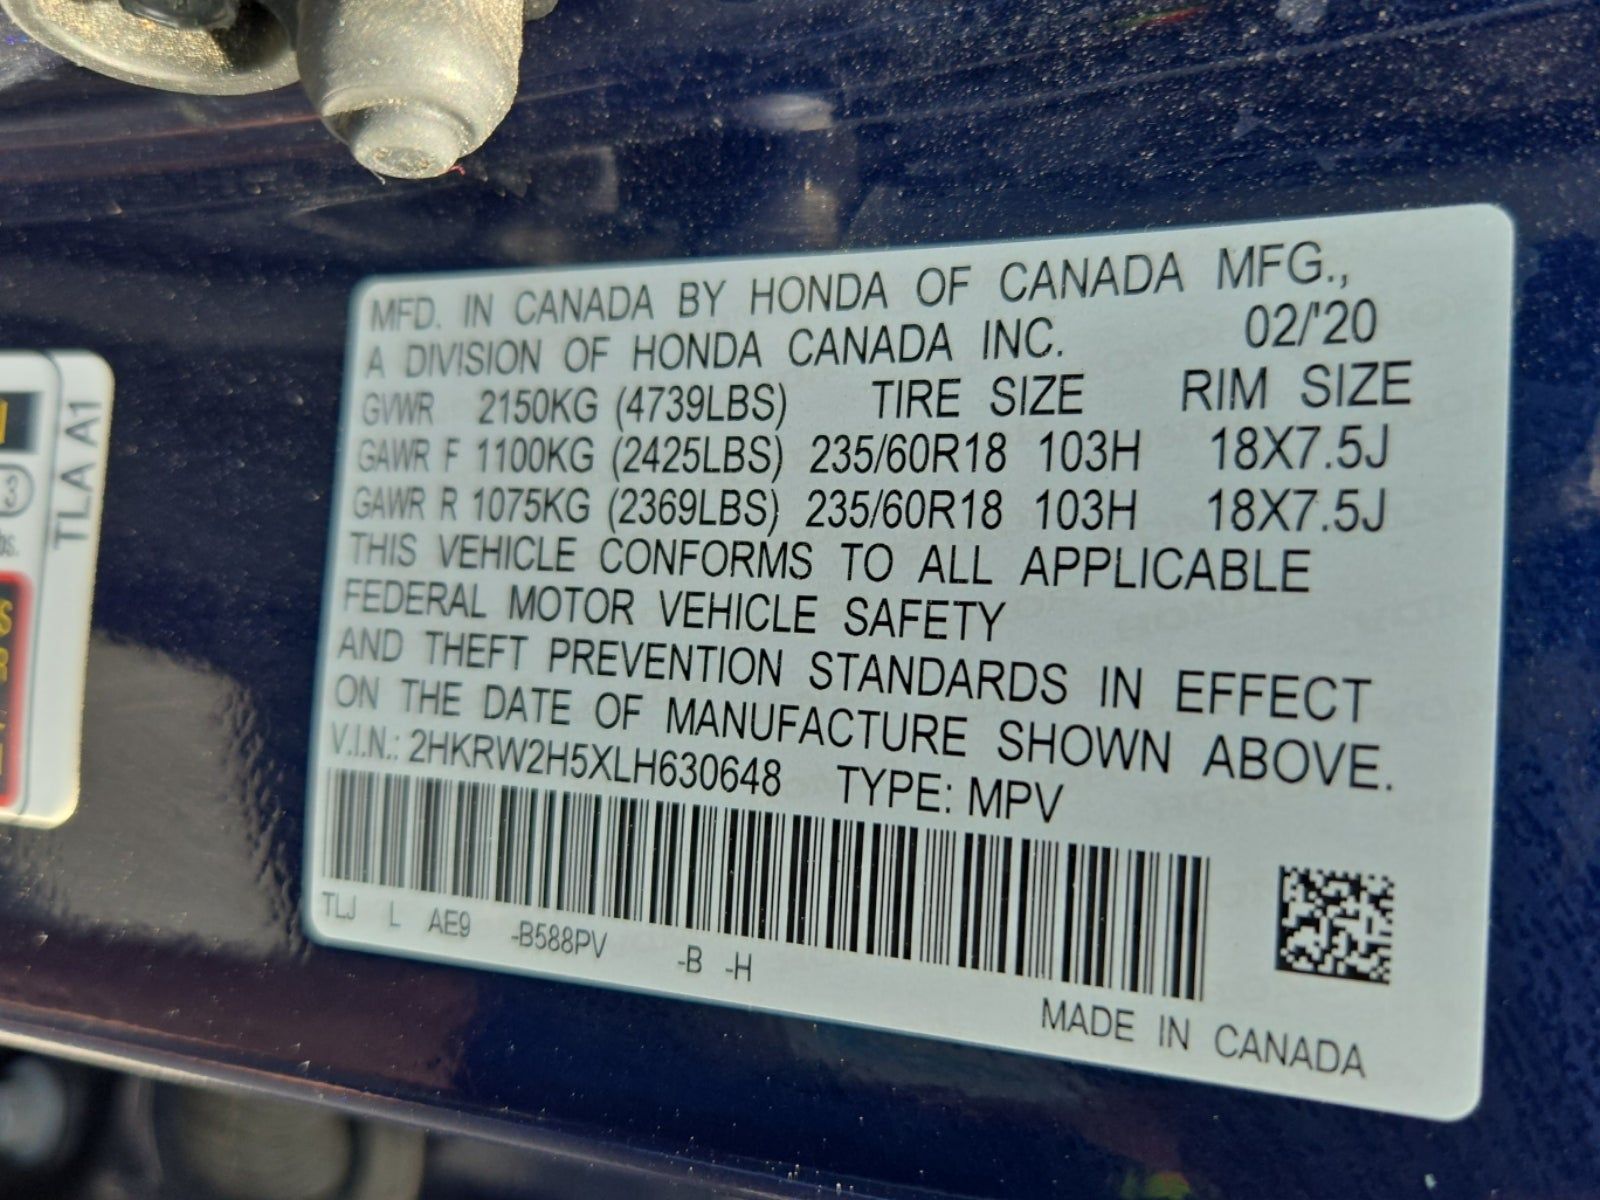 MFD. IN CANADA BY HONDA OF CANADA MFG.,
A DIVISION OF HONDA CANADA INC. 02/'20
GVWR 2150KG (4739LBS) TIRE SIZE RIM SIZE
GAWR F 1100KG (2425LBS) 235/60R18 103H 18X7.5J
GAWR R 1075KG (2369LBS) 235/60R18 103H 18X7.5J
THIS VEHICLE CONFORMS TO ALL APPLICABLE
FEDERAL MOTOR VEHICLE SAFETY
AND THEFT PREVENTION STANDARDS IN EFFECT
ON THE DATE OF MANUFACTURE SHOWN ABOVE.
V.I.N.: 2HKRW2H5XLH630648 TYPE: MPV
TLJ L AE9 -B588PV -B -H
MADE IN CANADA
TLA A1
3